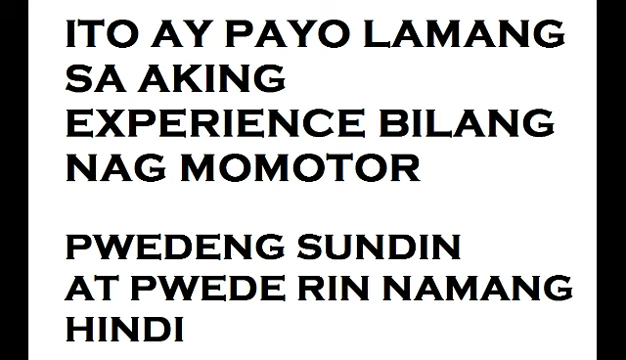 ITO AY PAYO LAMANG
SA AKING
EXPERIENCE BILANG
NAG MOMOTOR
PWEDENG SUNDIN
AT PWEDE RIN NAMANG
HINDI